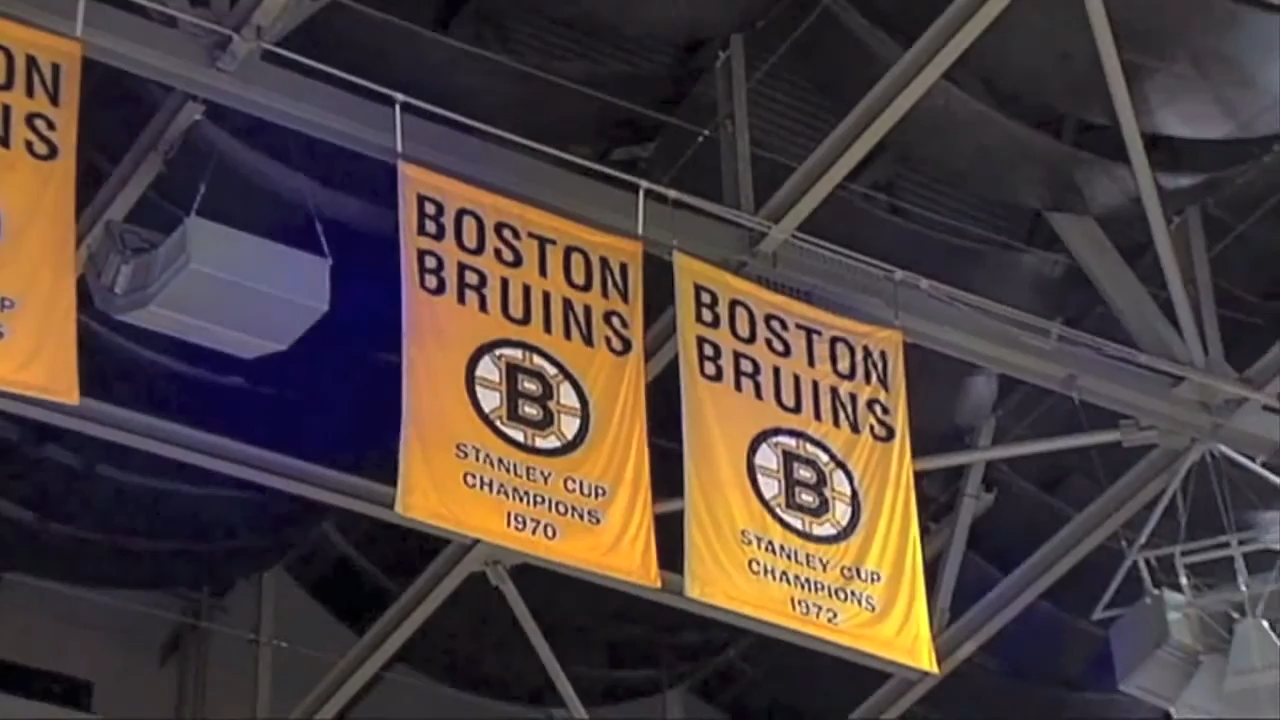 BOSTON
BRUINS
B
STANLEY CUP
CHAMPIONS
1970
BOSTON
BRUINS
B
STANLEY CUP
CHAMPIONS
1972